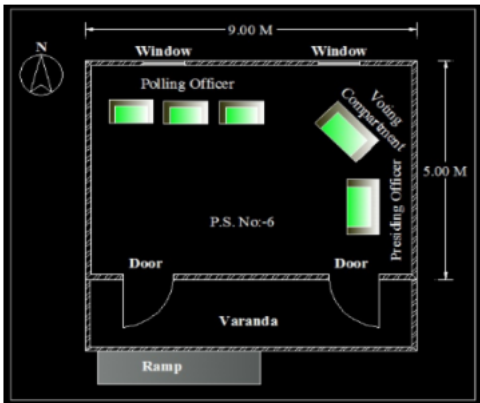 9.00 M
N
Window
Window
Polling Officer
Voting
Compartment
5.00 M
Presiding Officer
P.S. No:-6
Door
Door
Varanda
Ramp